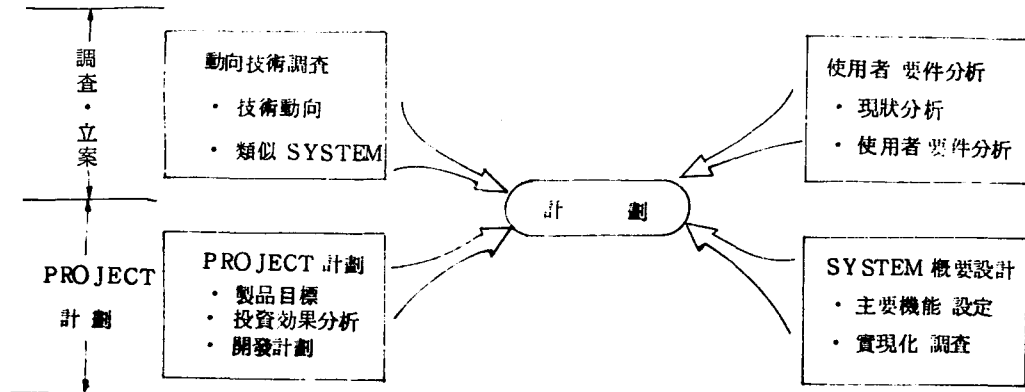 調査・立案
動向技術調査
・ 技術動向
・ 類似 SYSTEM
使用者 要件分析
・ 現狀分析
・ 使用者 要件分析
計 劃
PROJECT
計 劃
PROJECT 計劃
・ 製品目標
・ 投資效果分析
・ 開發計劃
SYSTEM 概要設計
・ 主要機能 設定
・ 實現化 調査